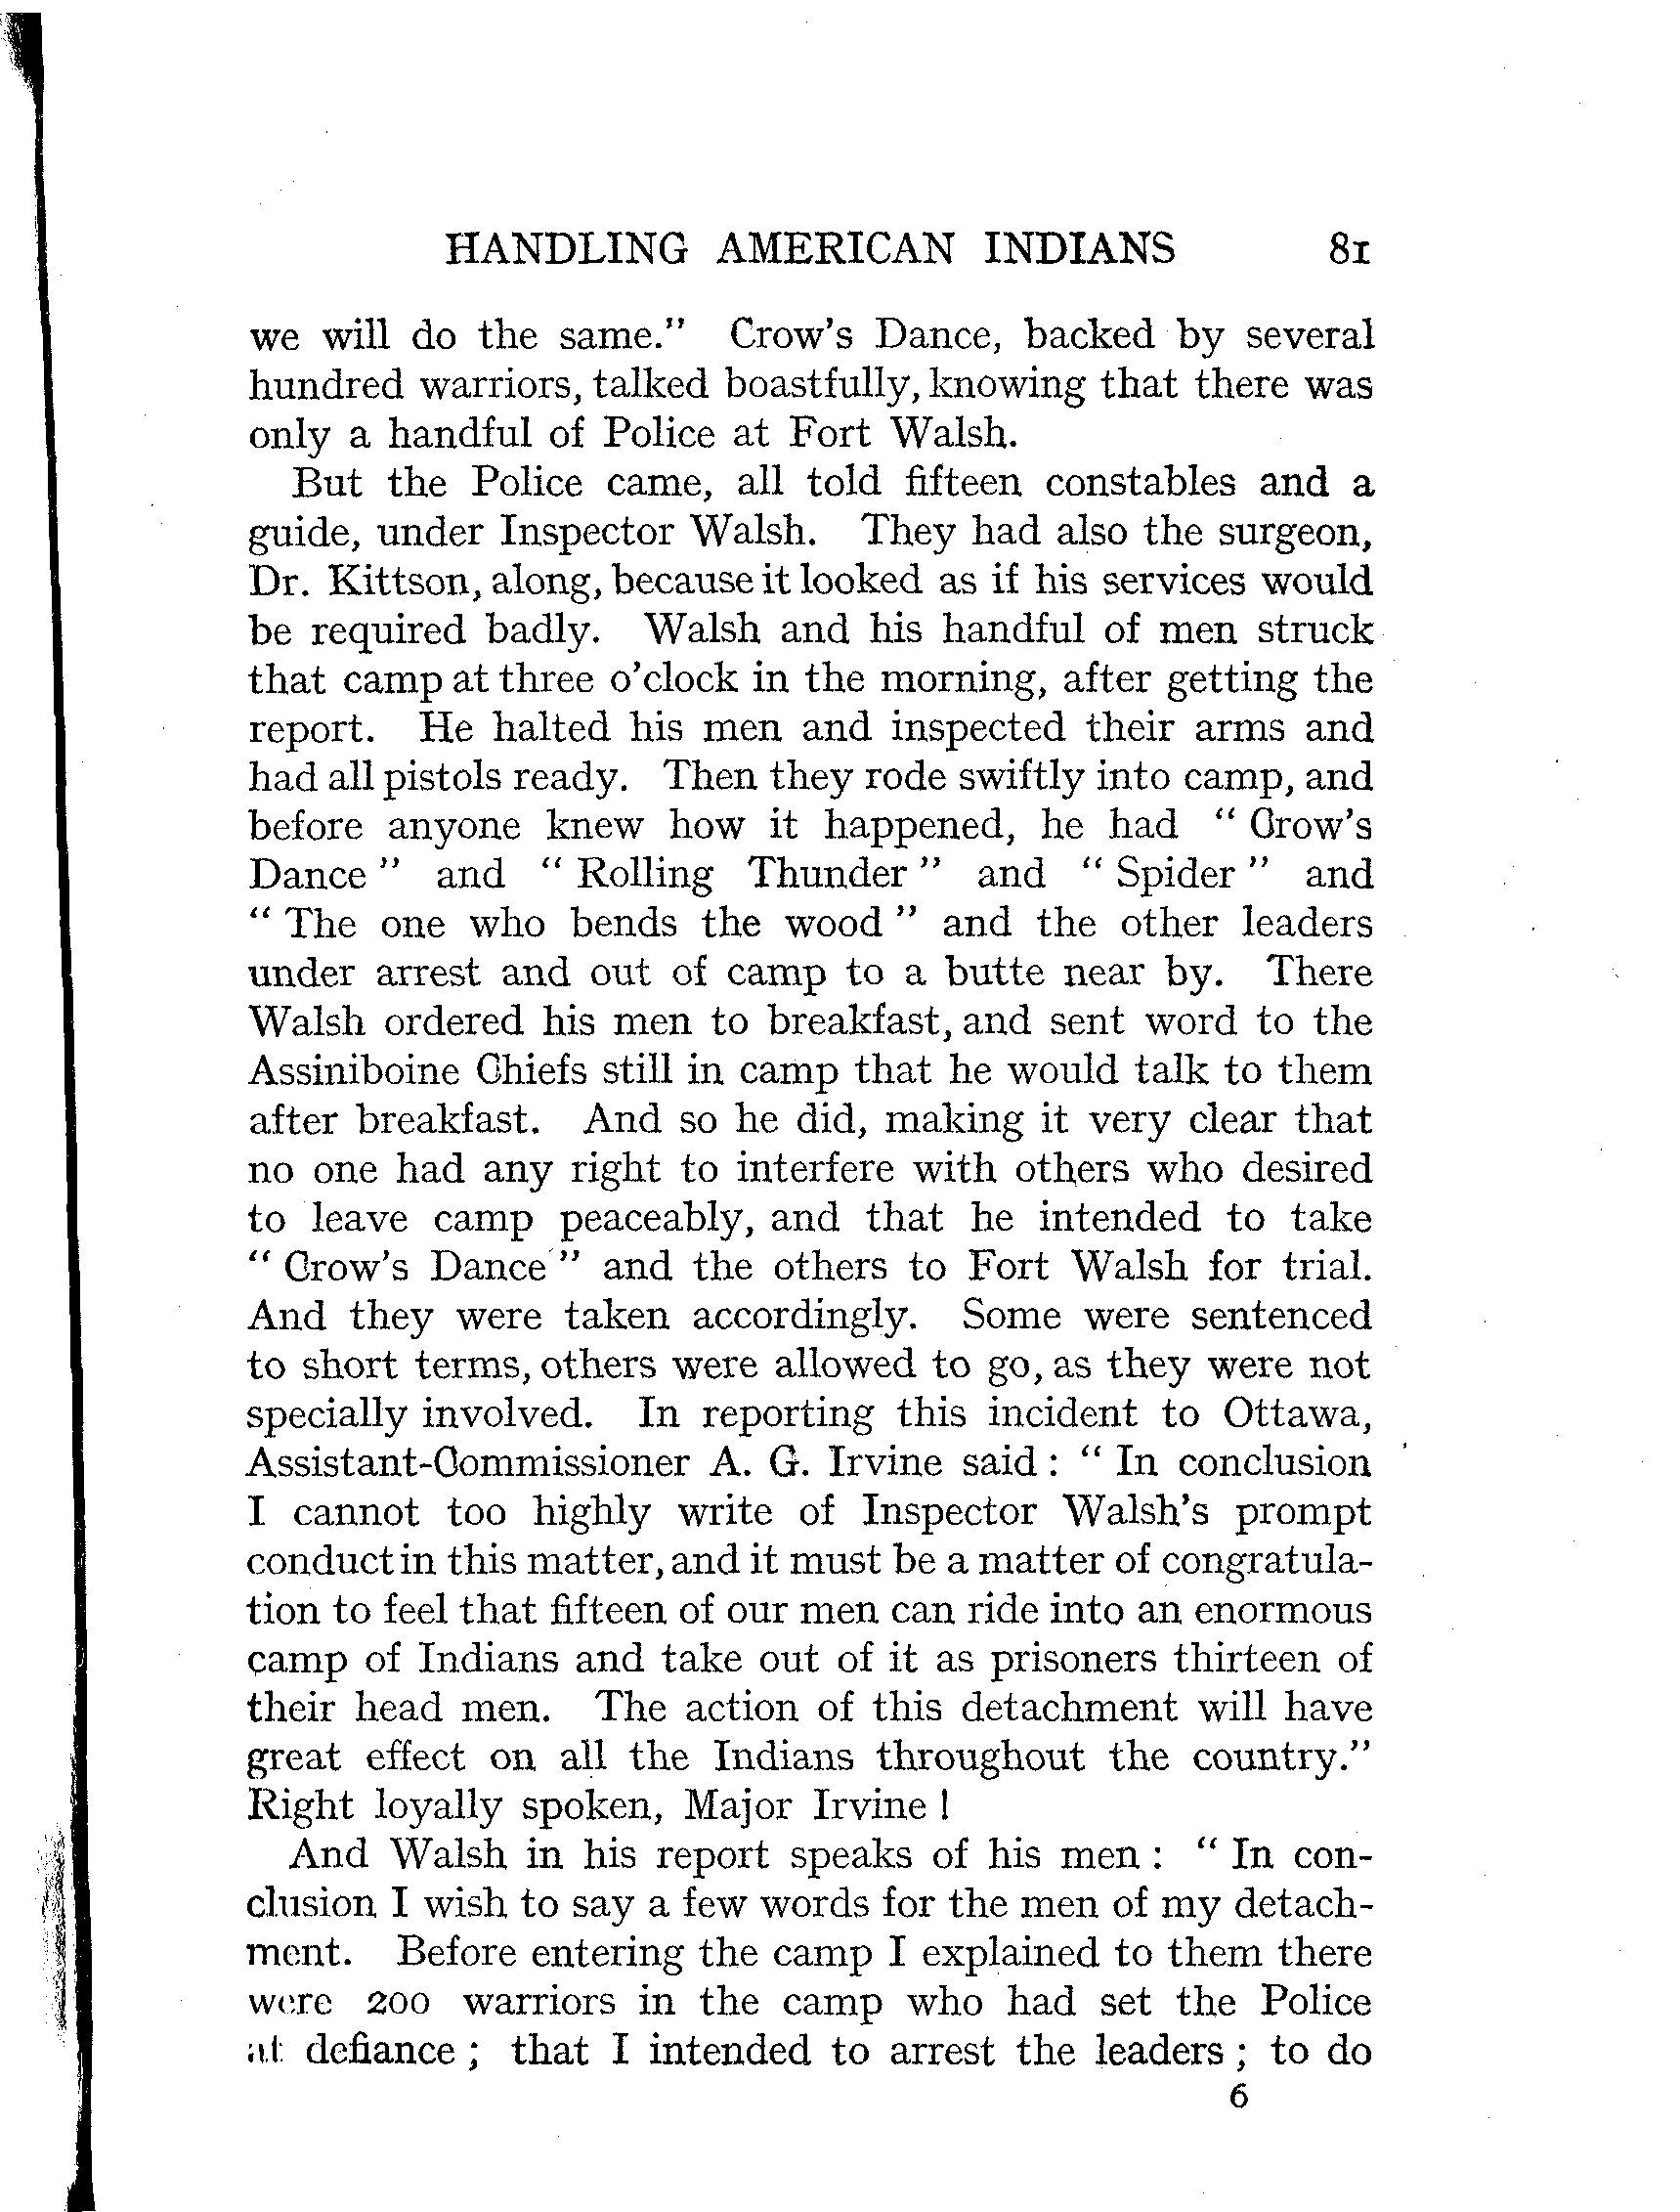 HANDLING AMERICAN INDIANS 81
we will do the same." Crow's Dance, backed by several
hundred warriors, talked boastfully, knowing that there was
only a handful of Police at Fort Walsh.
But the Police came, all told fifteen constables and a
guide, under Inspector Walsh. They had also the surgeon,
Dr. Kittson, along, because it looked as if his services would
be required badly. Walsh and his handful of men struck
that camp at three o'clock in the morning, after getting the
report. He halted his men and inspected their arms and
had all pistols ready. Then they rode swiftly into camp, and
before anyone knew how it happened, he had " Crow's
Dance " and " Rolling Thunder " and " Spider " and
" The one who bends the wood " and the other leaders
under arrest and out of camp to a butte near by. There
Walsh ordered his men to breakfast, and sent word to the
Assiniboine Chiefs still in camp that he would talk to them
after breakfast. And so he did, making it very clear that
no one had any right to interfere with others who desired
to leave camp peaceably, and that he intended to take
" Crow's Dance " and the others to Fort Walsh for trial.
And they were taken accordingly. Some were sentenced
to short terms, others were allowed to go, as they were not
specially involved. In reporting this incident to Ottawa,
Assistant-Commissioner A. G. Irvine said : " In conclusion
I cannot too highly write of Inspector Walsh's prompt
conduct in this matter, and it must be a matter of congratula-
tion to feel that fifteen of our men can ride into an enormous
camp of Indians and take out of it as prisoners thirteen of
their head men. The action of this detachment will have
great effect on all the Indians throughout the country."
Right loyally spoken, Major Irvine !
And Walsh in his report speaks of his men : " In con-
clusion I wish to say a few words for the men of my detach-
ment. Before entering the camp I explained to them there
were 200 warriors in the camp who had set the Police
at defiance ; that I intended to arrest the leaders ; to do
6